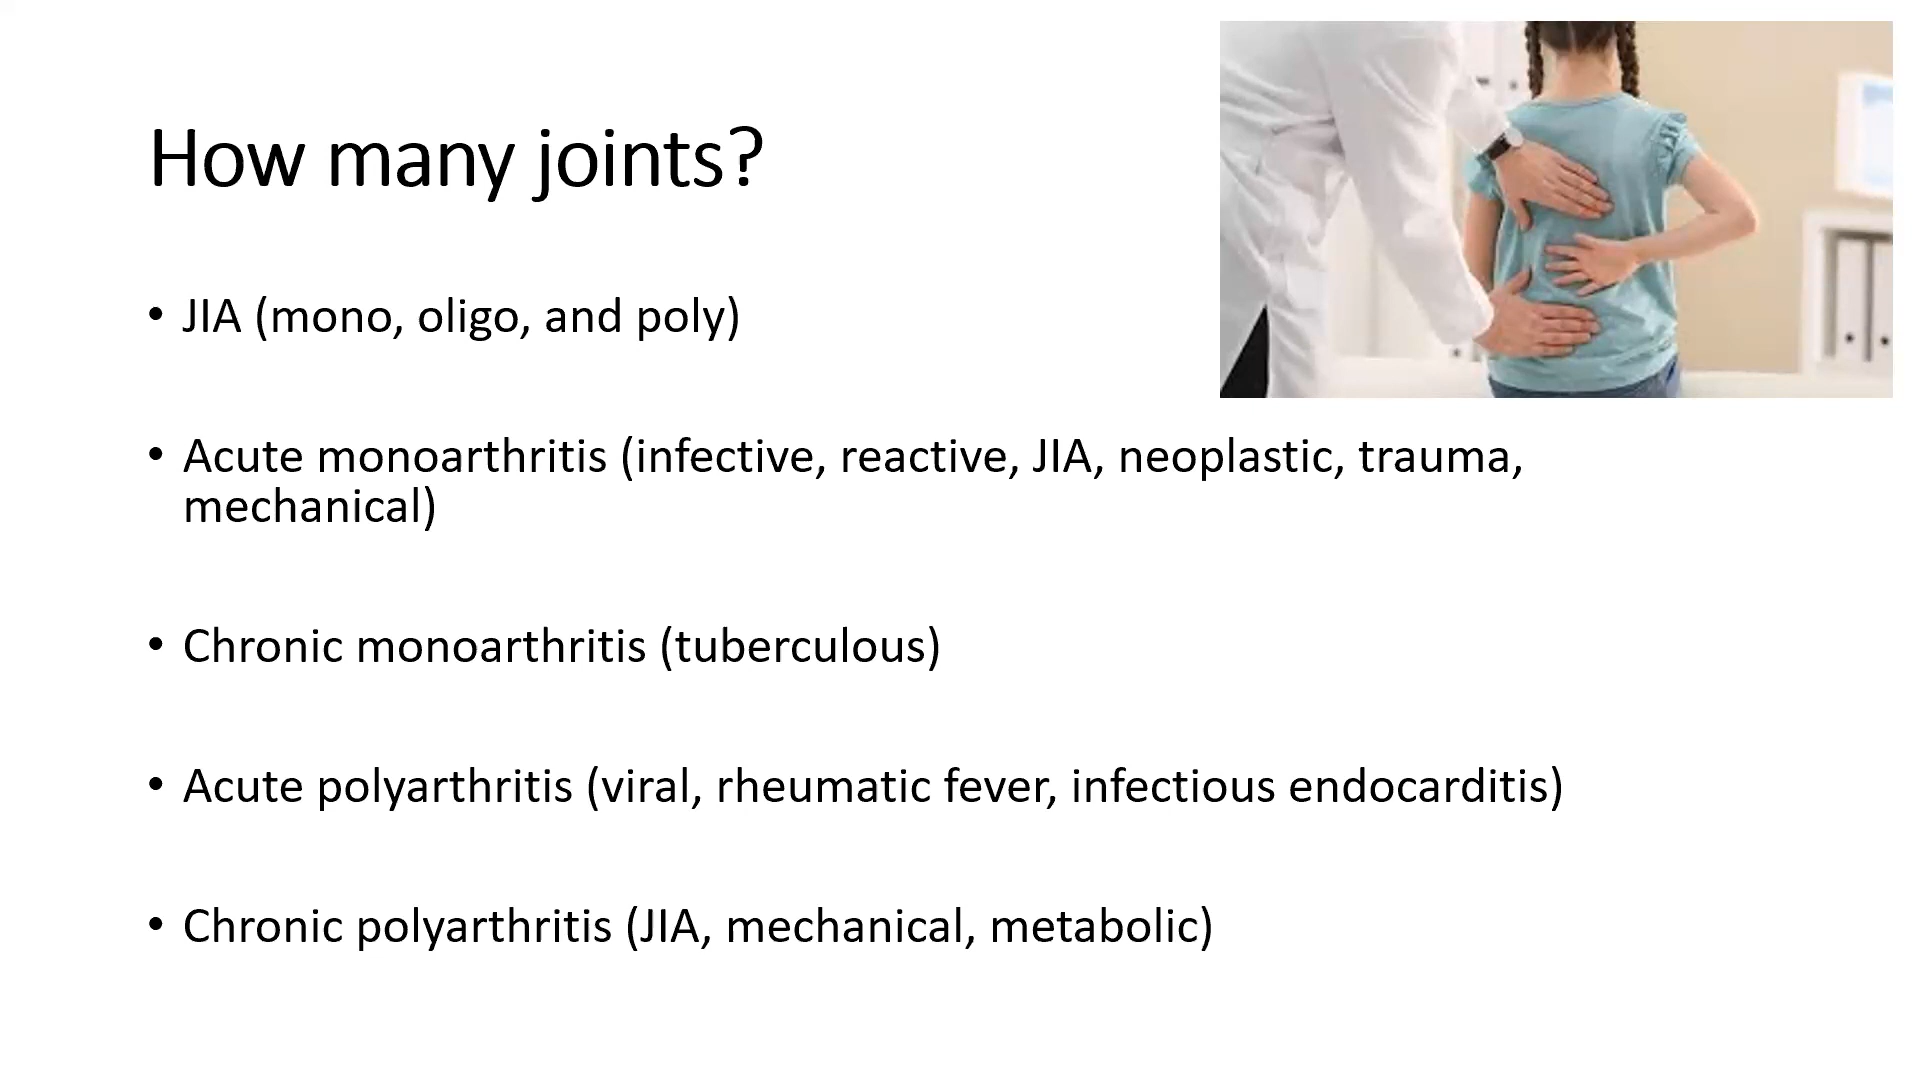 How many joints?
• JIA (mono, oligo, and poly)
• Acute monoarthritis (infective, reactive, JIA, neoplastic, trauma,
mechanical)
• Chronic monoarthritis (tuberculous)
• Acute polyarthritis (viral, rheumatic fever, infectious endocarditis)
• Chronic polyarthritis (JIA, mechanical, metabolic)